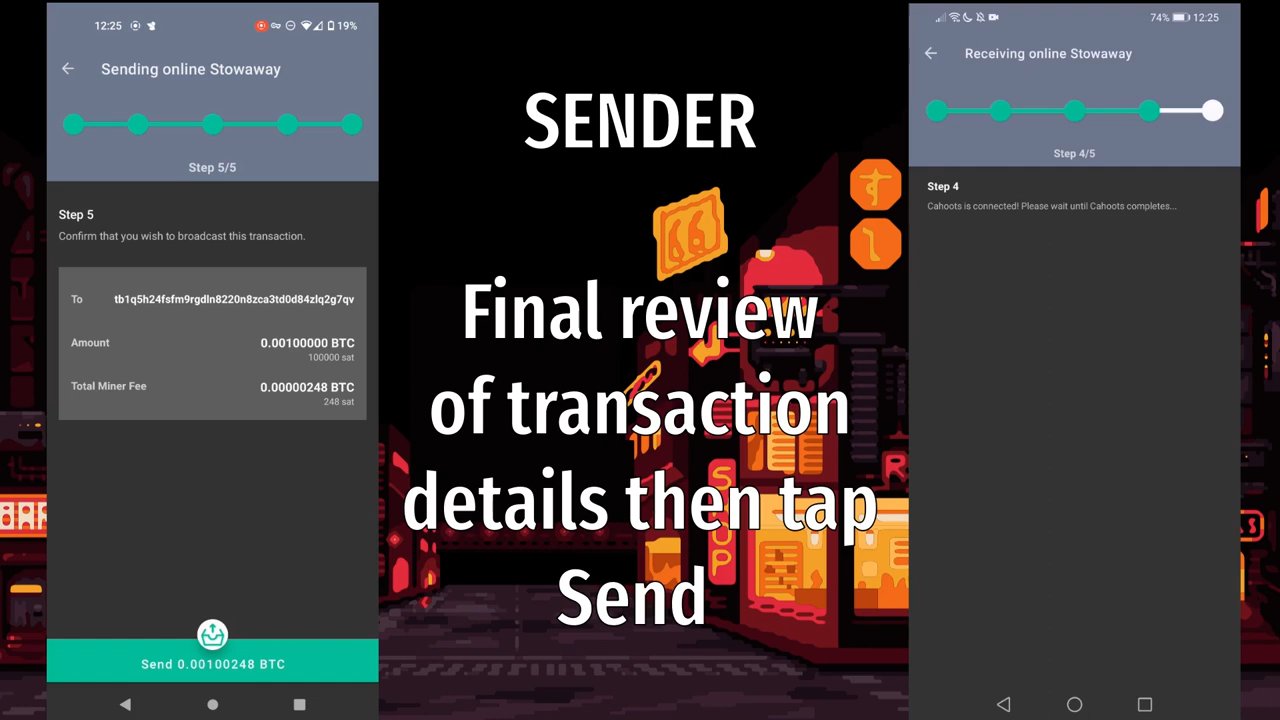 12:25
19%
Sending online Stowaway
Step 5/5
Step 5
Confirm that you wish to broadcast this transaction.
To tb1q5h24fsfm9rgdln8220n8zca3td0d84zlq2g7qv
Amount 0.00100000 BTC
100000 sat
Total Miner Fee 0.00000248 BTC
248 sat
Send 0.00100248 BTC
SENDER
Final review
of transaction
details then tap
Send
74% 12:25
Receiving online Stowaway
Step 4/5
Step 4
Cahoots is connected! Please wait until Cahoots completes...